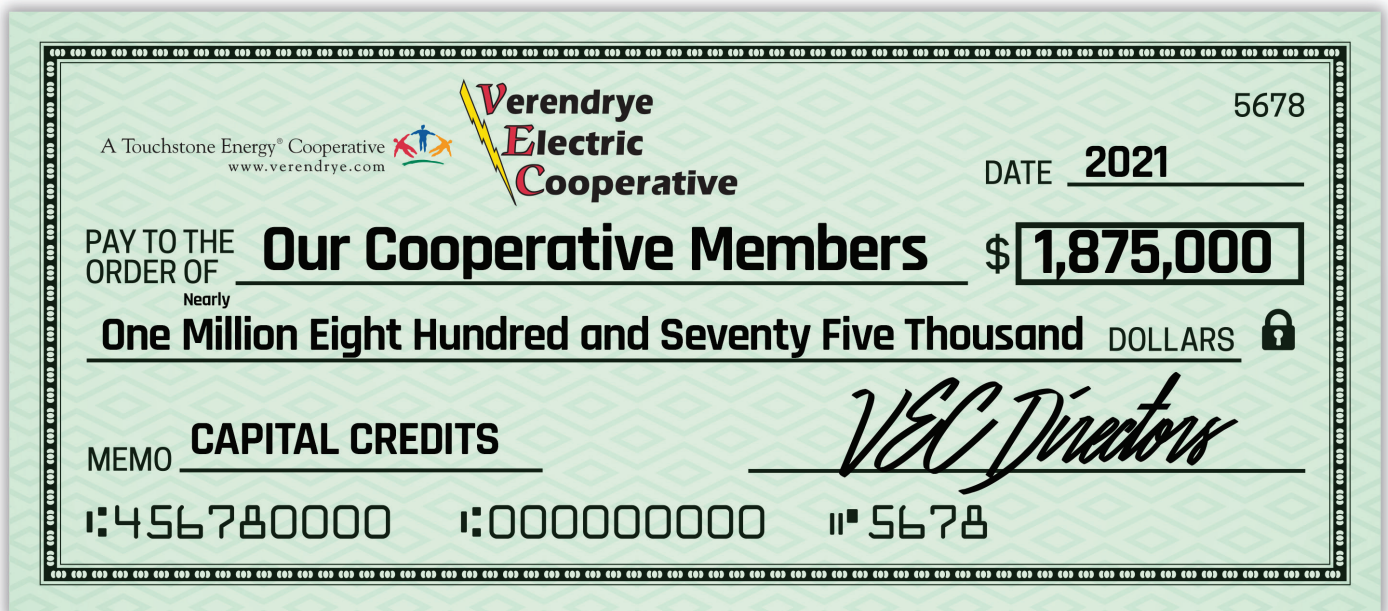 5678
A Touchstone Energy® Cooperative
www.verendrye.com
Verendrye
Electric
Cooperative
DATE 2021
PAY TO THE
ORDER OF Our Cooperative Members $ 1,875,000
Nearly
One Million Eight Hundred and Seventy Five Thousand DOLLARS
MEMO CAPITAL CREDITS VEC Directors
⑆456780000 ⑆000000000 ⑈5678